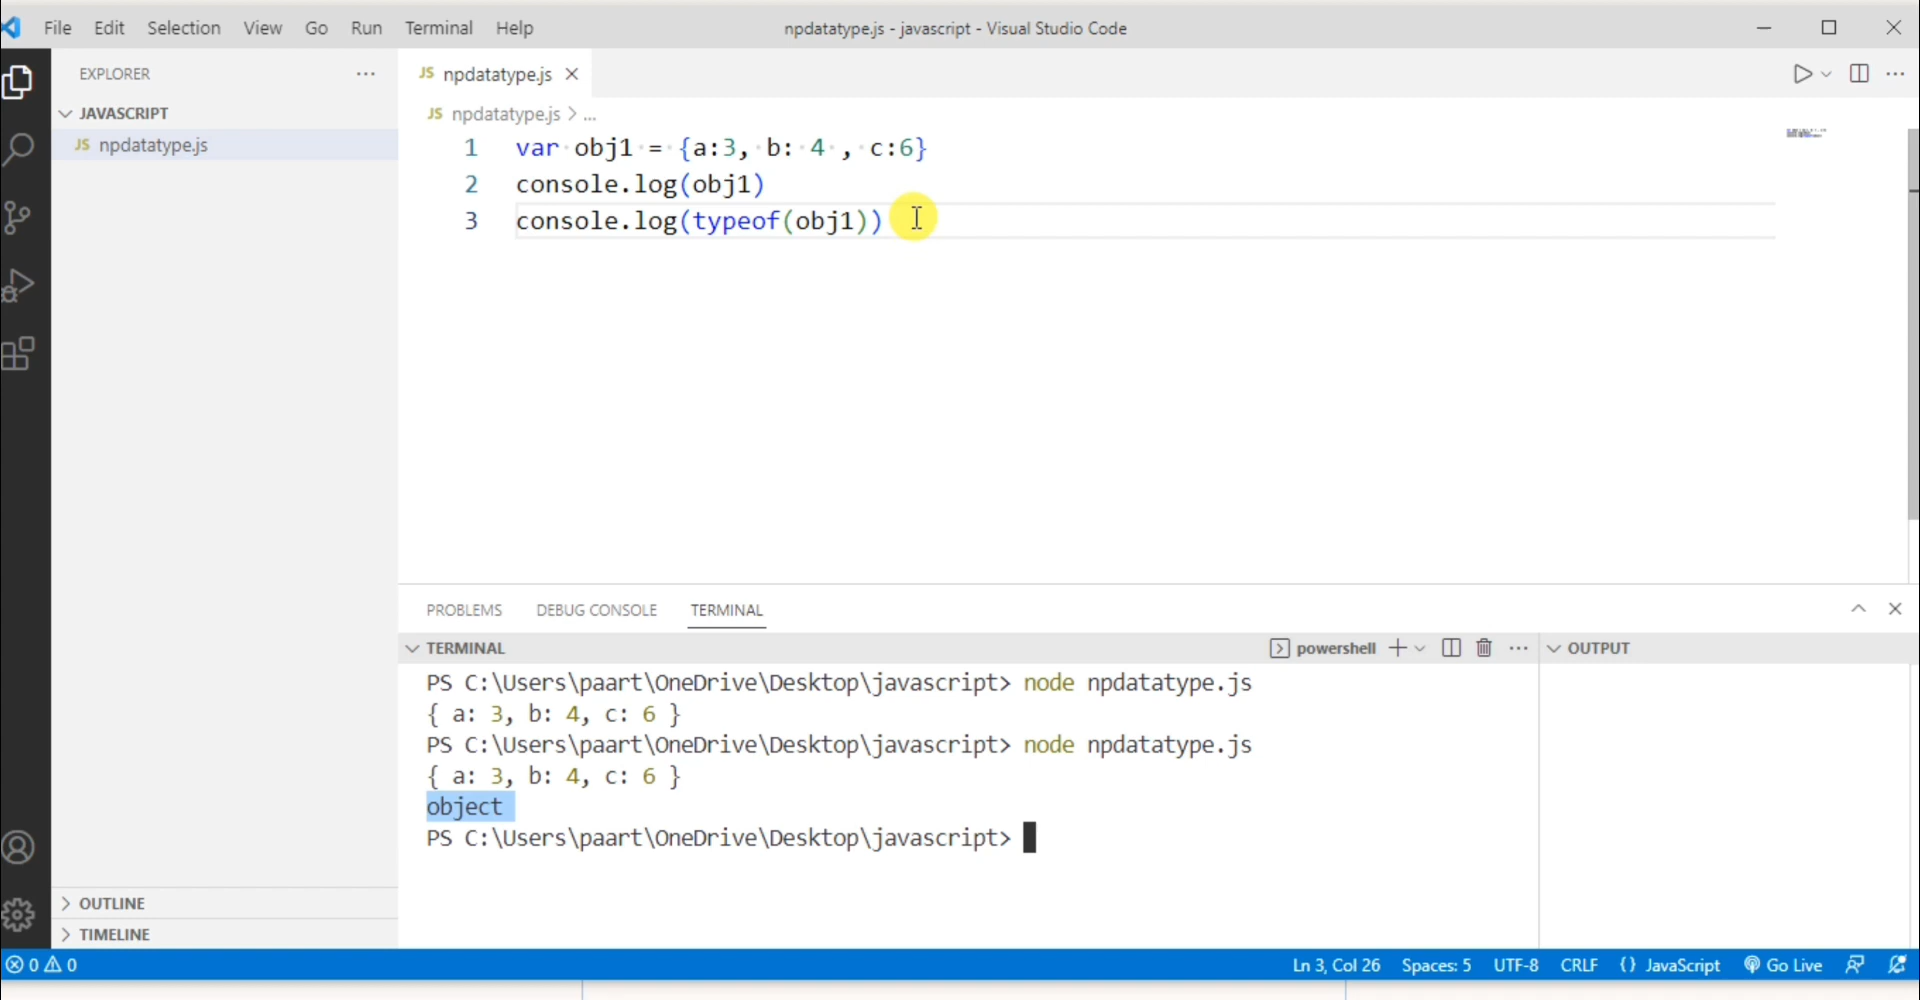 File Edit Selection View Go Run Terminal Help npdatatype.js - javascript - Visual Studio Code
EXPLORER ...
JAVASCRIPT
JS npdatatype.js
OUTLINE
TIMELINE
JS npdatatype.js
JS npdatatype.js > ...
1 var obj1 = {a:3, b: 4 , c:6}
2 console.log(obj1)
3 console.log(typeof(obj1))
PROBLEMS DEBUG CONSOLE TERMINAL
TERMINAL powershell ... OUTPUT
PS C:\Users\paart\OneDrive\Desktop\javascript> node npdatatype.js
{ a: 3, b: 4, c: 6 }
PS C:\Users\paart\OneDrive\Desktop\javascript> node npdatatype.js
{ a: 3, b: 4, c: 6 }
object
PS C:\Users\paart\OneDrive\Desktop\javascript>
0 0 Ln 3, Col 26 Spaces: 5 UTF-8 CRLF {} JavaScript Go Live